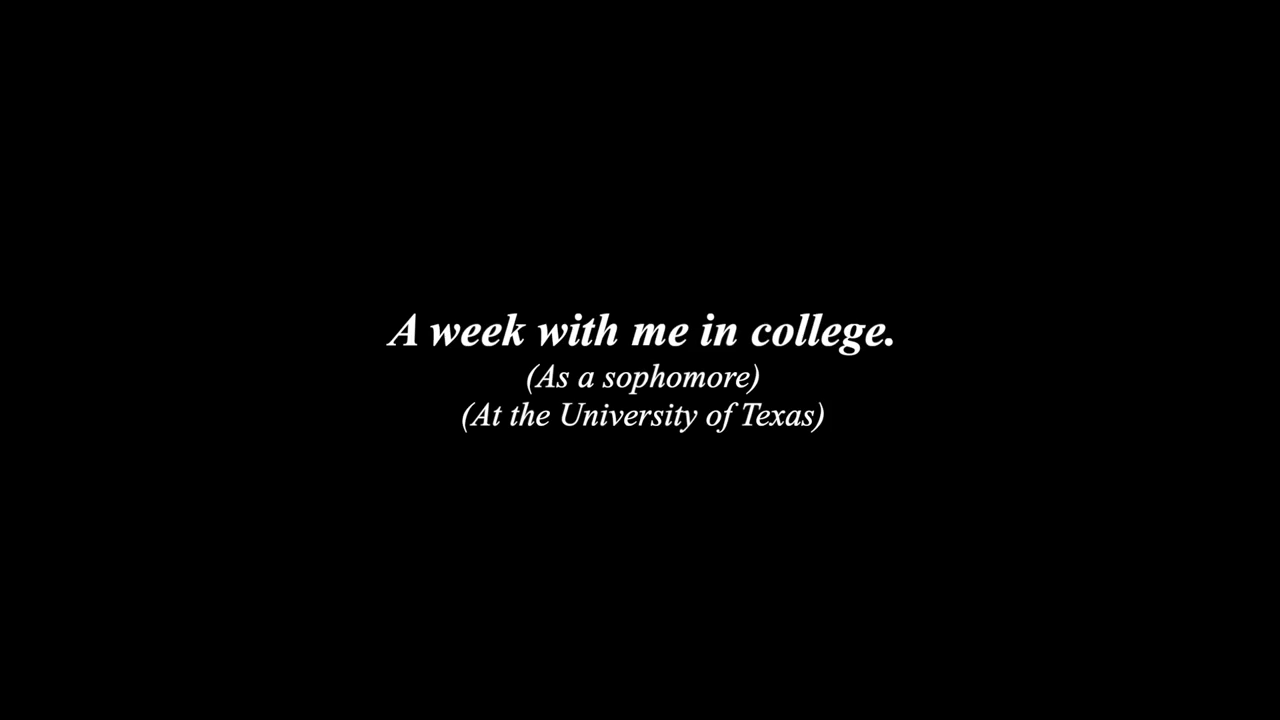 A week with me in college.
(As a sophomore)
(At the University of Texas)